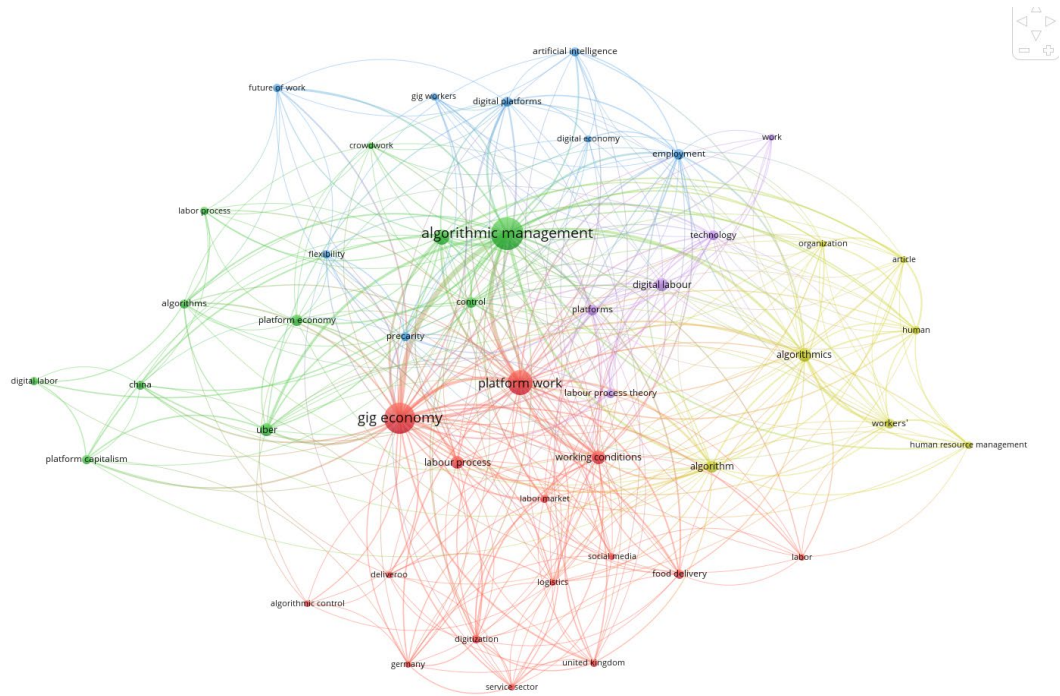 artificial intelligence
future of work
gig workers
digital platforms
digital economy
work
crowdwork
employment
labor process
algorithmic management
technology
organization
flexibility
article
digital labour
algorithms
control
platforms
platform economy
human
precarity
algorithmics
digital labor
china
platform work
labour process theory
gig economy
uber
workers'
human resource management
platform capitalism
labour process
working conditions
algorithm
labor market
social media
labor
deliveroo
logistics
food delivery
algorithmic control
digitization
germany
united kingdom
service sector